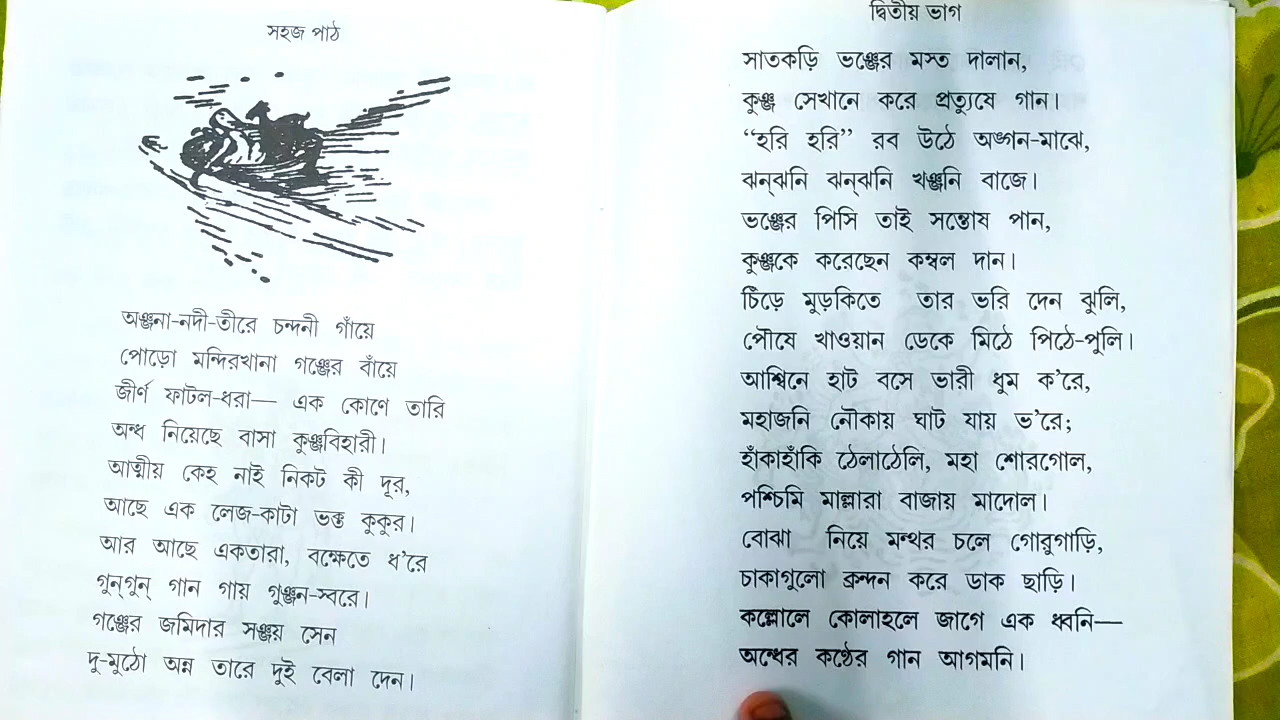 সহজ পাঠ
অঞ্জনা-নদী-তীরে চন্দনী গাঁয়ে
পোড়ো মন্দিরখানা গঞ্জের বাঁয়ে
জীর্ণ ফাটল-ধরা— এক কোণে তারি
অন্ধ নিয়েছে বাসা কুঞ্জবিহারী।
আত্মীয় কেহ নাই নিকট কী দূর,
আছে এক লেজ-কাটা ভক্ত কুকুর।
আর আছে একতারা, বক্ষেতে ধ’রে
গুন্‌গুন্‌ গান গায় গুঞ্জন-স্বরে।
গঞ্জের জমিদার সঞ্জয় সেন
দু-মুঠো অন্ন তারে দুই বেলা দেন।
দ্বিতীয় ভাগ
সাতকড়ি ভঞ্জের মস্ত দালান,
কুঞ্জ সেখানে করে প্রত্যুষে গান।
“হরি হরি” রব উঠে অঙ্গন-মাঝে,
ঝন্‌ঝনি ঝন্‌ঝনি খঞ্জনি বাজে।
ভঞ্জের পিসি তাই সন্তোষ পান,
কুঞ্জকে করেছেন কম্বল দান।
চিঁড়ে মুড়কিতে তার ভরি দেন ঝুলি,
পৌষে খাওয়ান ডেকে মিঠে পিঠে-পুলি।
আশ্বিনে হাট বসে ভারী ধুম ক’রে,
মহাজনি নৌকায় ঘাট যায় ভ’রে;
হাঁকাহাঁকি ঠেলাঠেলি, মহা শোরগোল,
পশ্চিমি মাল্লারা বাজায় মাদোল।
বোঝা নিয়ে মন্থর চলে গোরুগাড়ি,
চাকাগুলো ক্রন্দন করে ডাক ছাড়ি।
কল্লোলে কোলাহলে জাগে এক ধ্বনি—
অন্ধের কণ্ঠের গান আগমনি।